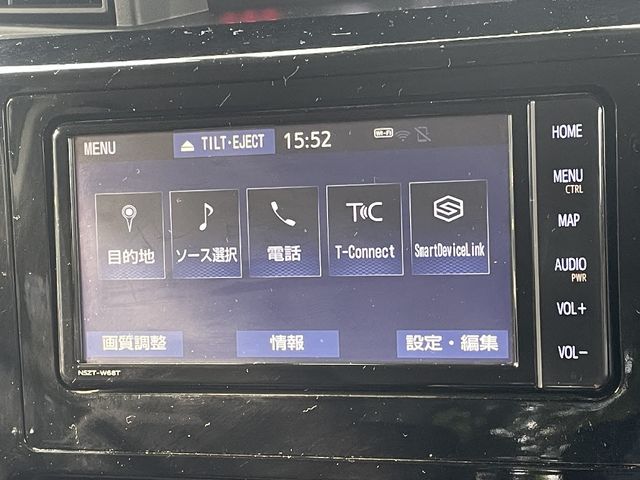 MENU
TILT・EJECT
15:52
Wi-Fi
目的地
ソース選択
電話
TC
T-Connect
SmartDeviceLink
画質調整
情報
設定・編集
NSZT-W68T
HOME
MENU
CTRL
MAP
AUDIO
PWR
VOL+
VOL-